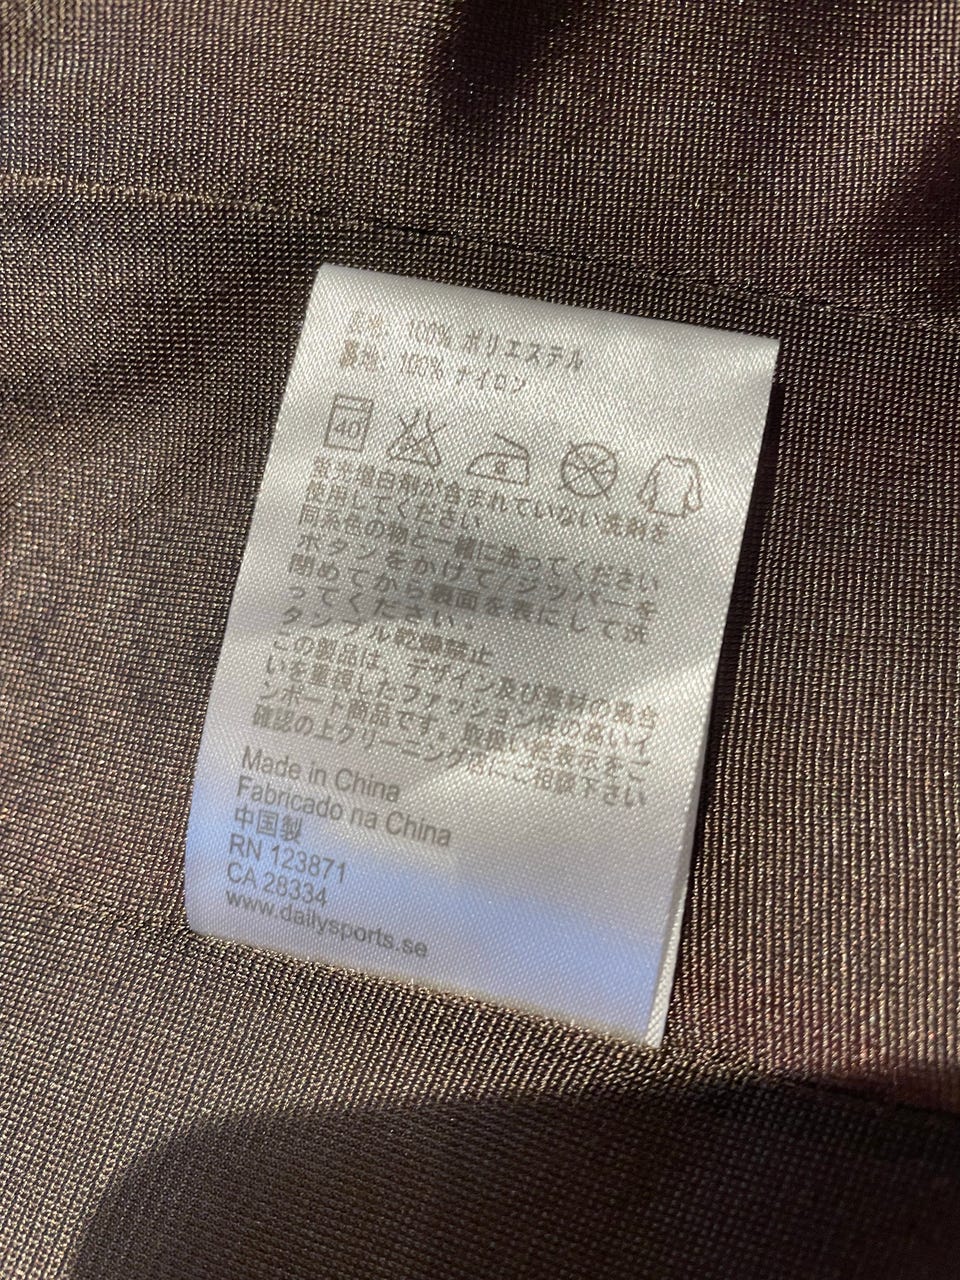 表地: 100% ポリエステル
裏地: 100% ナイロン
40
蛍光増白剤が含まれていない洗剤を
使用してください
同系色の物と一緒に洗ってください
ボタンをかけて/ジッパーを
閉めてから裏面を表にして洗
ってください.
タンブル乾燥禁止
この製品は、デザイン及び素材の風合
いを重視したファッション性の高いイ
ンポート商品です。取扱い絵表示をご
確認の上クリーニング店にご相談下さい
Made in China
Fabricado na China
中国製
RN 123871
CA 28334
www.dailysports.se